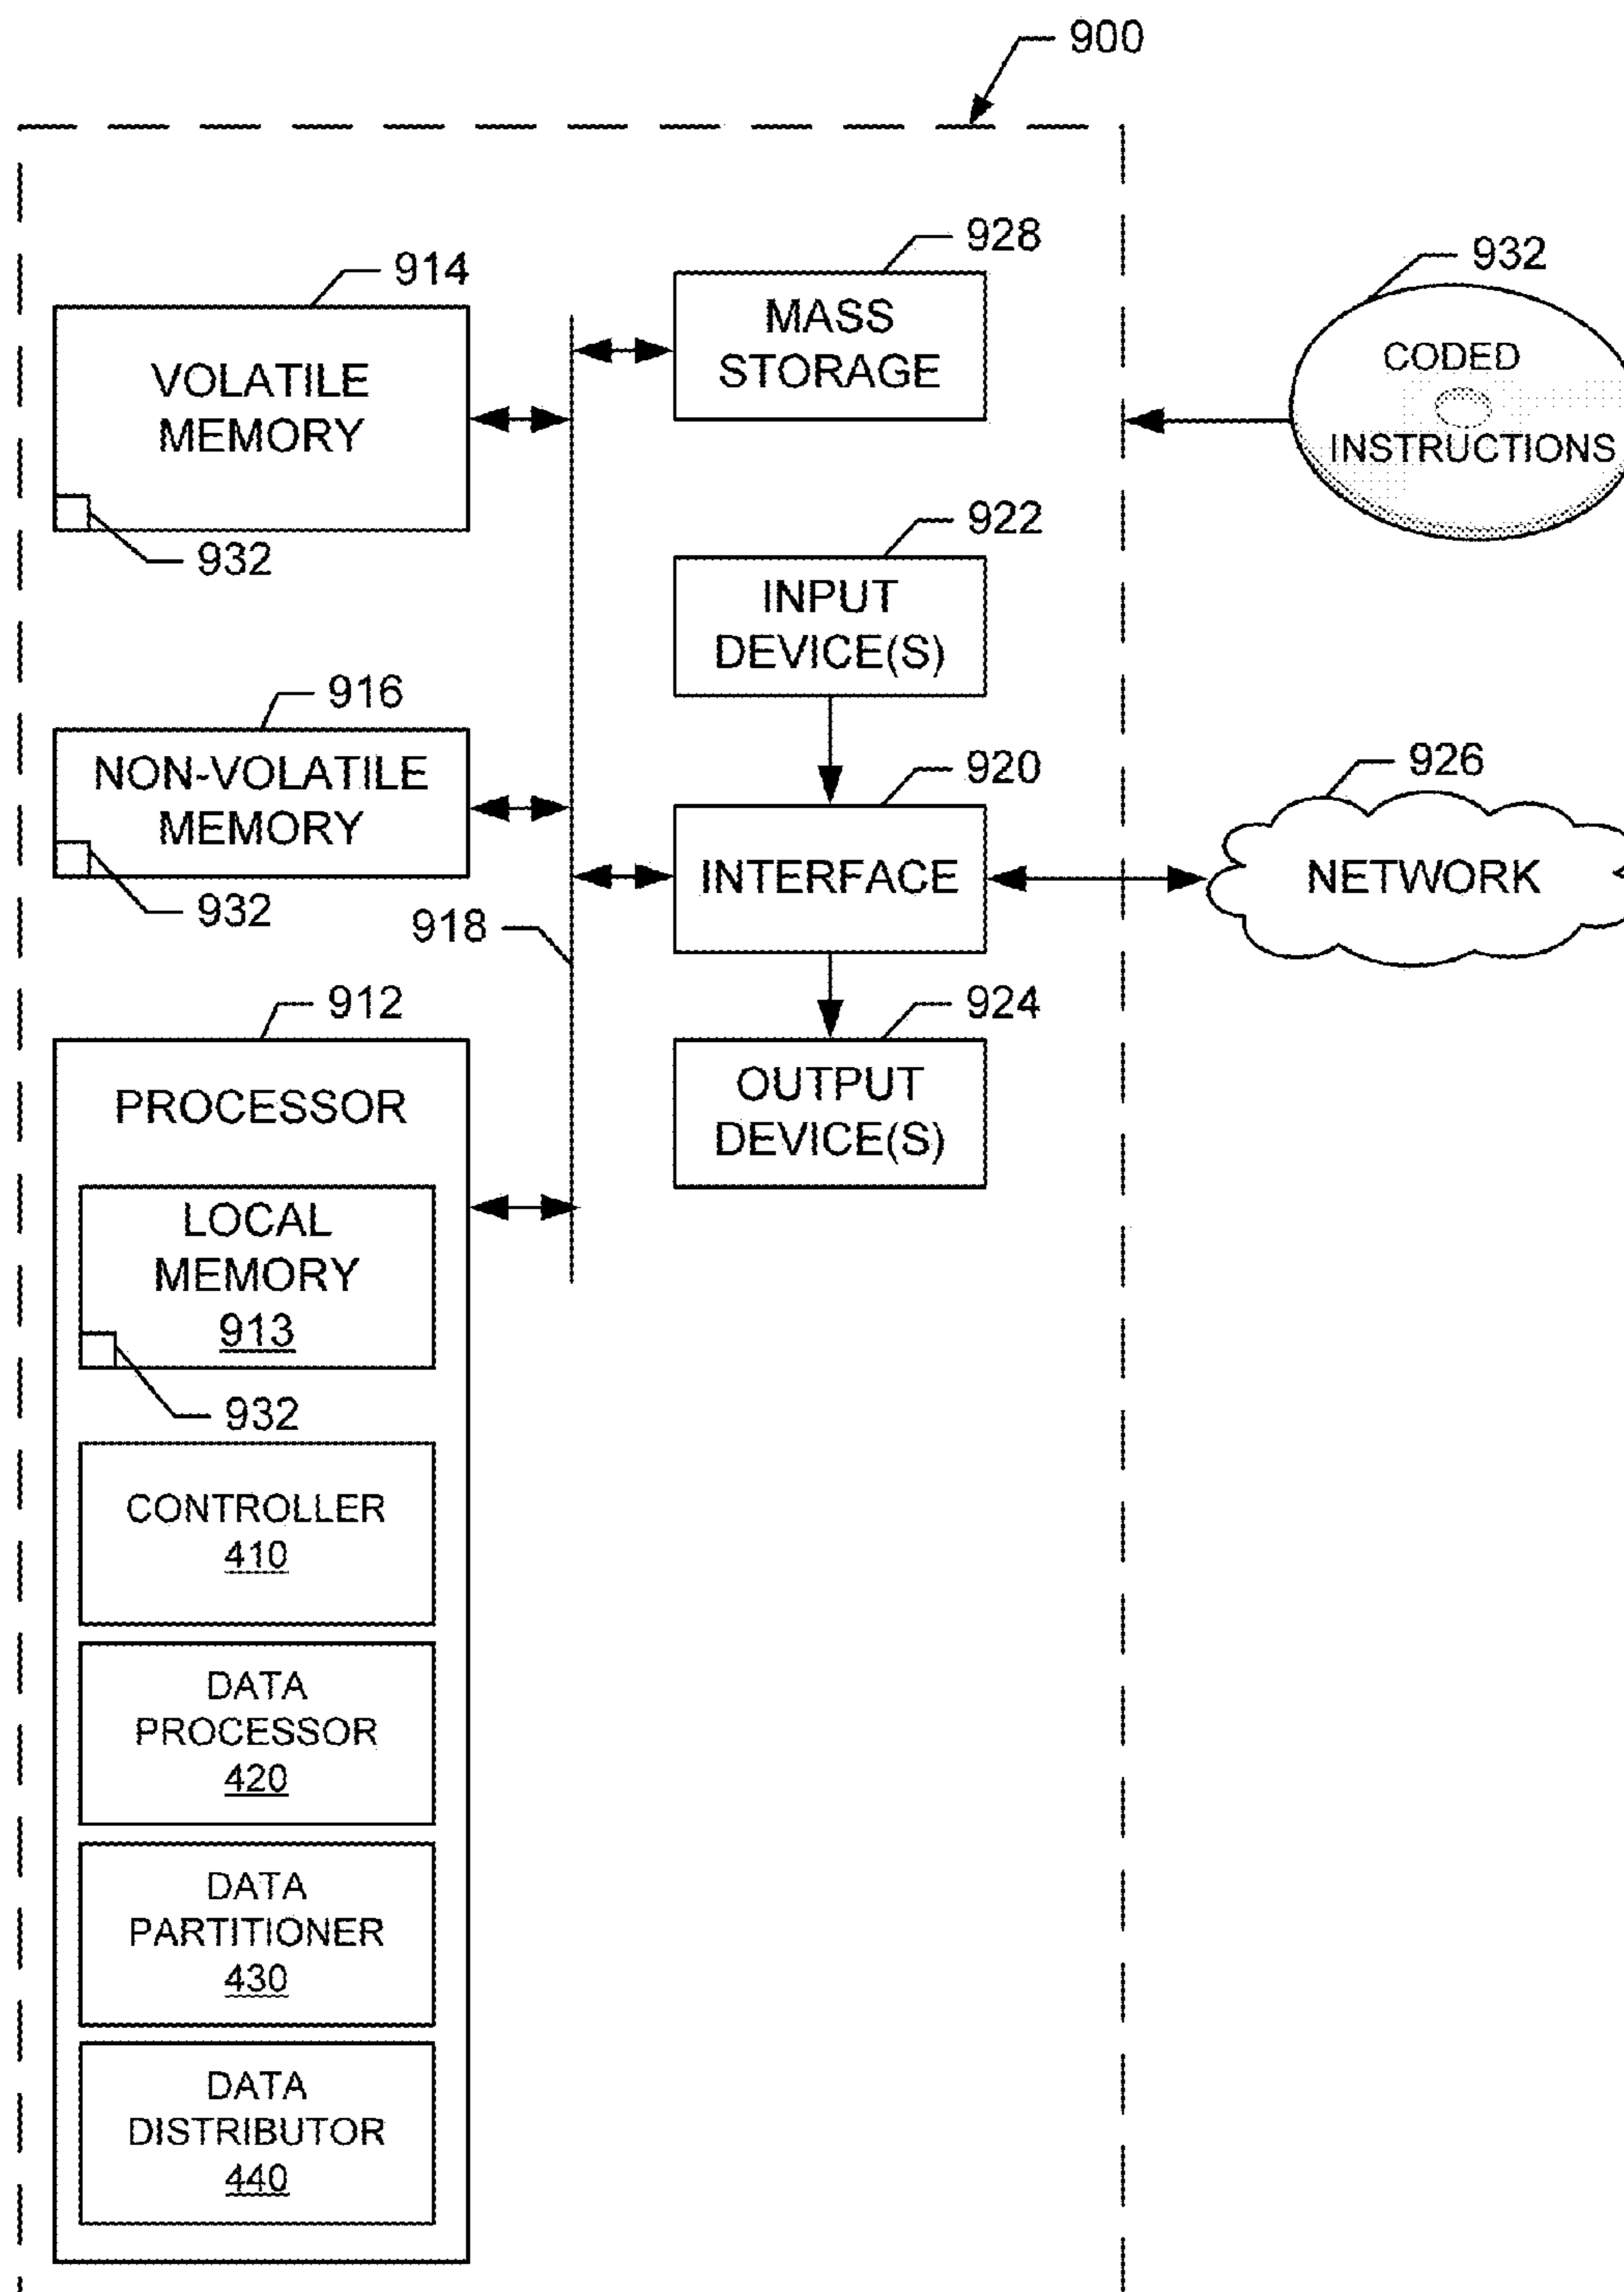 900
914
VOLATILE
MEMORY
932
928
MASS
STORAGE
932
CODED
INSTRUCTIONS
922
INPUT
DEVICE(S)
916
NON-VOLATILE
MEMORY
932
918
920
INTERFACE
926
NETWORK
924
OUTPUT
DEVICE(S)
912
PROCESSOR
LOCAL
MEMORY
913
932
CONTROLLER
410
DATA
PROCESSOR
420
DATA
PARTITIONER
430
DATA
DISTRIBUTOR
440